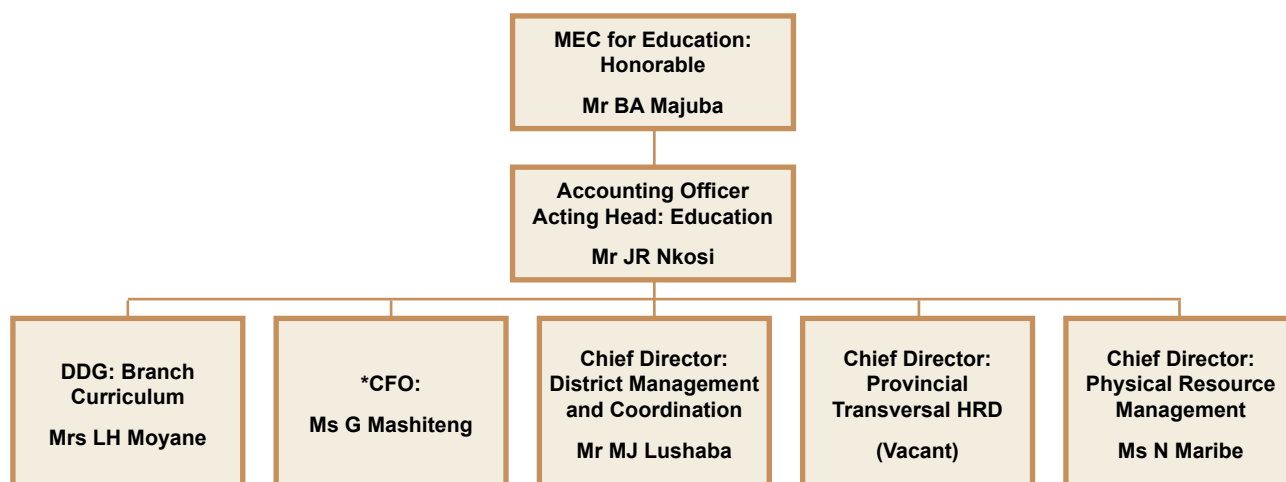 MEC for Education:
Honorable
Mr BA Majuba
Accounting Officer
Acting Head: Education
Mr JR Nkosi
DDG: Branch
Curriculum
Mrs LH Moyane
*CFO:
Ms G Mashiteng
Chief Director:
District Management
and Coordination
Mr MJ Lushaba
Chief Director:
Provincial
Transversal HRD
(Vacant)
Chief Director:
Physical Resource
Management
Ms N Maribe